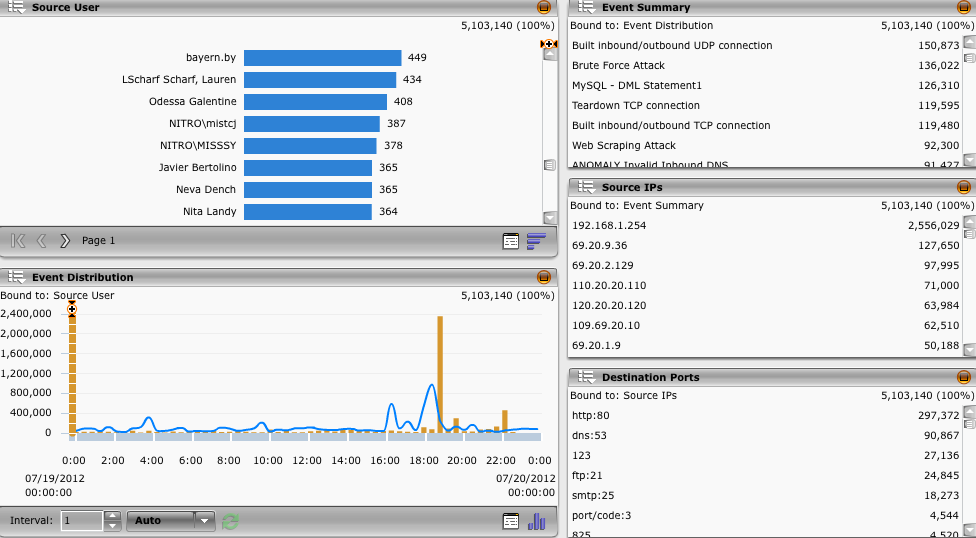 Source User
5,103,140 (100%)
bayern.by 449
LScharf Scharf, Lauren 434
Odessa Galentine 408
NITRO\mistcj 387
NITRO\MISSSY 378
Javier Bertolino 365
Neva Dench 365
Nita Landy 364
Page 1
Event Distribution
Bound to: Source User 5,103,140 (100%)
2,400,000
2,000,000
1,600,000
1,200,000
800,000
400,000
0
0:00 2:00 4:00 6:00 8:00 10:00 12:00 14:00 16:00 18:00 20:00 22:00 0:00
07/19/2012 07/20/2012
00:00:00 00:00:00
Interval: 1 Auto
Event Summary
Bound to: Event Distribution 5,103,140 (100%)
Built inbound/outbound UDP connection 150,873
Brute Force Attack 136,022
MySQL - DML Statement1 126,310
Teardown TCP connection 119,595
Built inbound/outbound TCP connection 119,480
Web Scraping Attack 92,300
ANOMALY Invalid Inbound DNS 91,427
Source IPs
Bound to: Event Summary 5,103,140 (100%)
192.168.1.254 2,556,029
69.20.9.36 127,650
69.20.2.129 97,995
110.20.20.110 71,000
120.20.20.120 63,984
109.69.20.10 62,510
69.20.1.9 50,188
Destination Ports
Bound to: Source IPs 5,103,140 (100%)
http:80 297,372
dns:53 90,867
123 27,136
ftp:21 24,845
smtp:25 18,273
port/code:3 4,544
825 4,520